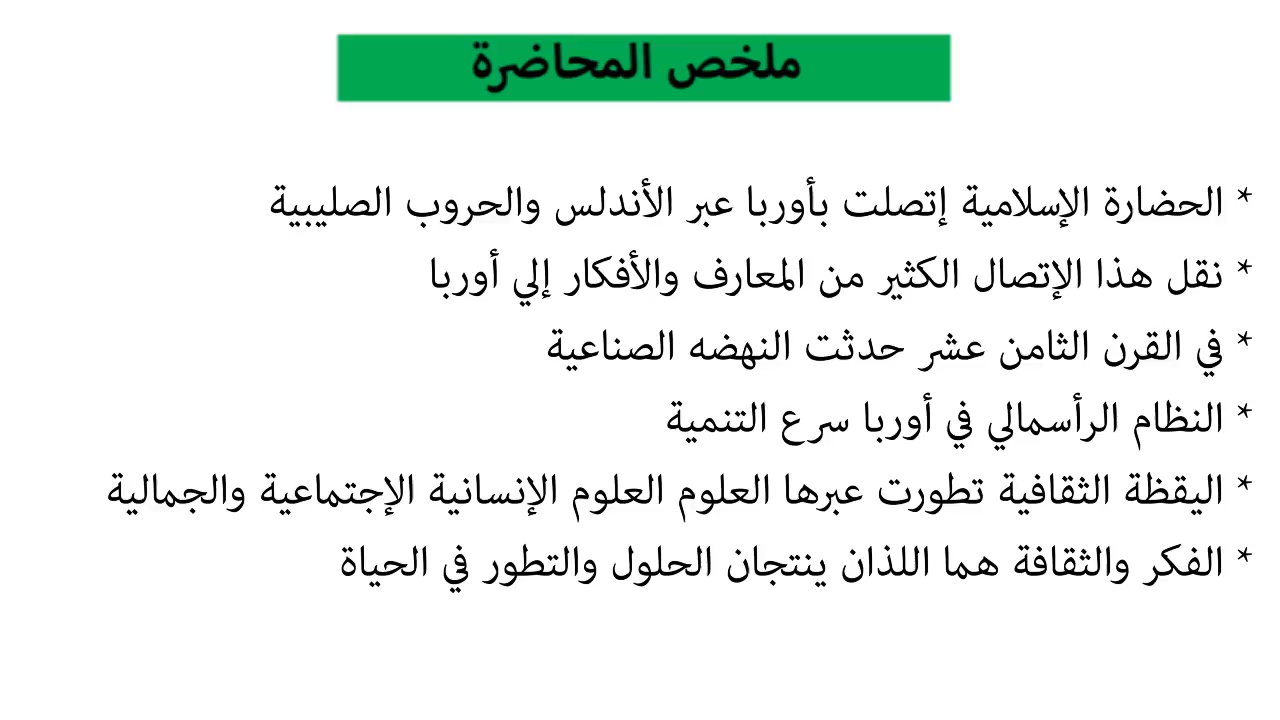 ملخص المحاضرة
* الحضارة الإسلامية إتصلت بأوربا عبر الأندلس والحروب الصليبية
* نقل هذا الإتصال الكثير من المعارف والأفكار إلي أوربا
* في القرن الثامن عشر حدثت النهضه الصناعية
* النظام الرأسمالي في أوربا سرع التنمية
* اليقظة الثقافية تطورت عبرها العلوم العلوم الإنسانية الإجتماعية والجمالية
* الفكر والثقافة هما اللذان ينتجان الحلول والتطور في الحياة